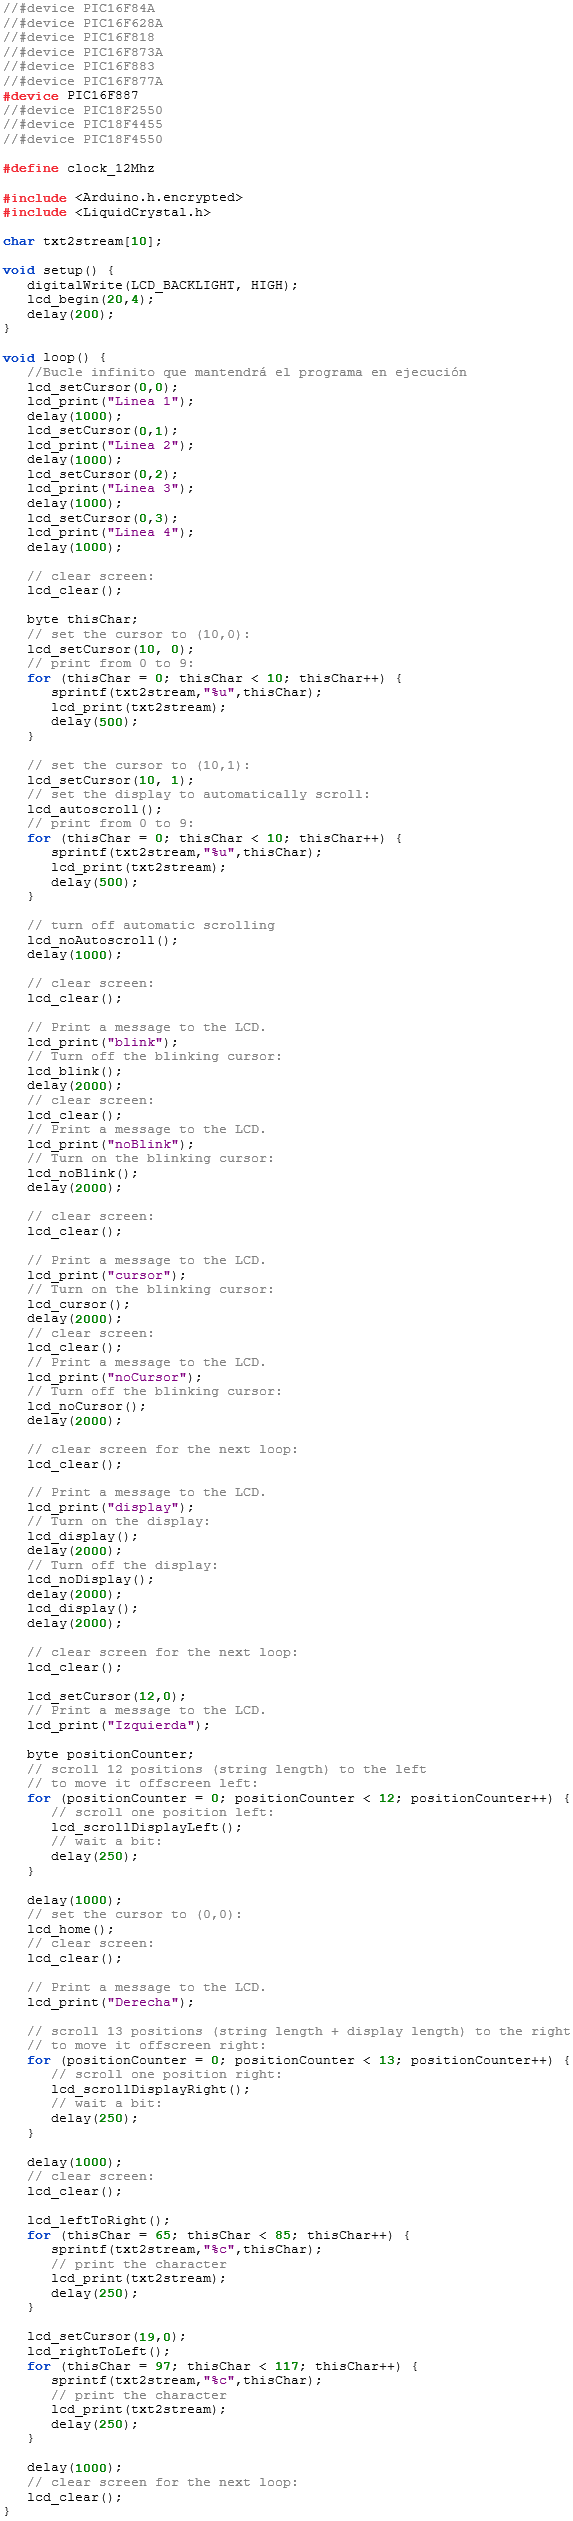 //#device PIC16F84A
//#device PIC16F628A
//#device PIC16F818
//#device PIC16F873A
//#device PIC16F883
//#device PIC16F877A
#device PIC16F887
//#device PIC18F2550
//#device PIC18F4455
//#device PIC18F4550
#define clock_12Mhz
#include <Arduino.h.encrypted>
#include <LiquidCrystal.h>
char txt2stream[10];
void setup() {
digitalWrite(LCD_BACKLIGHT, HIGH);
lcd_begin(20,4);
delay(200);
}
void loop() {
//Bucle infinito que mantendrá el programa en ejecución
lcd_setCursor(0,0);
lcd_print("Linea 1");
delay(1000);
lcd_setCursor(0,1);
lcd_print("Linea 2");
delay(1000);
lcd_setCursor(0,2);
lcd_print("Linea 3");
delay(1000);
lcd_setCursor(0,3);
lcd_print("Linea 4");
delay(1000);
// clear screen:
lcd_clear();
byte thisChar;
// set the cursor to (10,0):
lcd_setCursor(10, 0);
// print from 0 to 9:
for (thisChar = 0; thisChar < 10; thisChar++) {
sprintf(txt2stream,"%u",thisChar);
lcd_print(txt2stream);
delay(500);
}
// set the cursor to (10,1):
lcd_setCursor(10, 1);
// set the display to automatically scroll:
lcd_autoscroll();
// print from 0 to 9:
for (thisChar = 0; thisChar < 10; thisChar++) {
sprintf(txt2stream,"%u",thisChar);
lcd_print(txt2stream);
delay(500);
}
// turn off automatic scrolling
lcd_noAutoscroll();
delay(1000);
// clear screen:
lcd_clear();
// Print a message to the LCD.
lcd_print("blink");
// Turn off the blinking cursor:
lcd_blink();
delay(2000);
// clear screen:
lcd_clear();
// Print a message to the LCD.
lcd_print("noBlink");
// Turn on the blinking cursor:
lcd_noBlink();
delay(2000);
// clear screen:
lcd_clear();
// Print a message to the LCD.
lcd_print("cursor");
// Turn on the blinking cursor:
lcd_cursor();
delay(2000);
// clear screen:
lcd_clear();
// Print a message to the LCD.
lcd_print("noCursor");
// Turn off the blinking cursor:
lcd_noCursor();
delay(2000);
// clear screen for the next loop:
lcd_clear();
// Print a message to the LCD.
lcd_print("display");
// Turn on the display:
lcd_display();
delay(2000);
// Turn off the display:
lcd_noDisplay();
delay(2000);
lcd_display();
delay(2000);
// clear screen for the next loop:
lcd_clear();
lcd_setCursor(12,0);
// Print a message to the LCD.
lcd_print("Izquierda");
byte positionCounter;
// scroll 12 positions (string length) to the left
// to move it offscreen left:
for (positionCounter = 0; positionCounter < 12; positionCounter++) {
// scroll one position left:
lcd_scrollDisplayLeft();
// wait a bit:
delay(250);
}
delay(1000);
// set the cursor to (0,0):
lcd_home();
// clear screen:
lcd_clear();
// Print a message to the LCD.
lcd_print("Derecha");
// scroll 13 positions (string length + display length) to the right
// to move it offscreen right:
for (positionCounter = 0; positionCounter < 13; positionCounter++) {
// scroll one position right:
lcd_scrollDisplayRight();
// wait a bit:
delay(250);
}
delay(1000);
// clear screen:
lcd_clear();
lcd_leftToRight();
for (thisChar = 65; thisChar < 85; thisChar++) {
sprintf(txt2stream,"%c",thisChar);
// print the character
lcd_print(txt2stream);
delay(250);
}
lcd_setCursor(19,0);
lcd_rightToLeft();
for (thisChar = 97; thisChar < 117; thisChar++) {
sprintf(txt2stream,"%c",thisChar);
// print the character
lcd_print(txt2stream);
delay(250);
}
delay(1000);
// clear screen for the next loop:
lcd_clear();
}